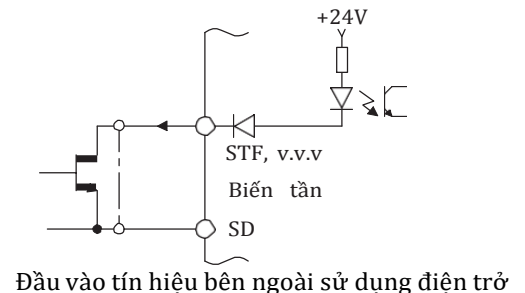 +24V
STF, v.v.v
Biến tần
SD
Đầu vào tín hiệu bên ngoài sử dụng điện trở